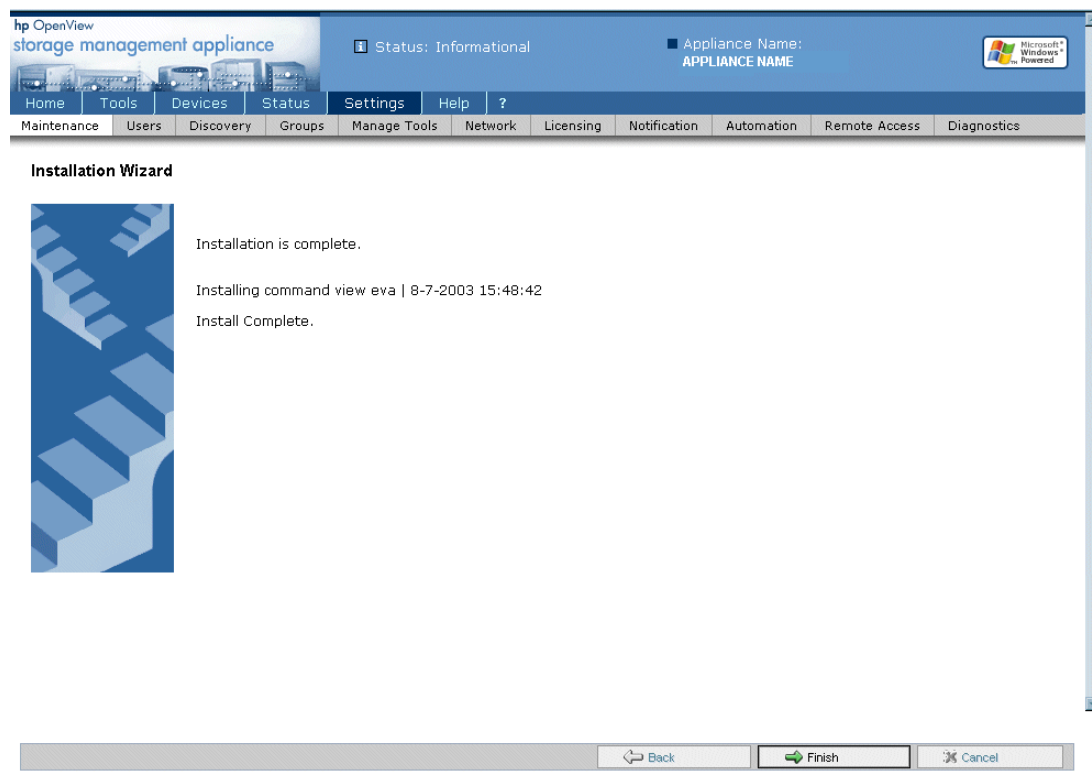 hp OpenView
storage management appliance
i Status: Informational
Appliance Name:
APPLIANCE NAME
Microsoft®
Windows®
Powered
TM
Home Tools Devices Status Settings Help ?
Maintenance Users Discovery Groups Manage Tools Network Licensing Notification Automation Remote Access Diagnostics
Installation Wizard
Installation is complete.
Installing command view eva | 8-7-2003 15:48:42
Install Complete.
Back Finish Cancel